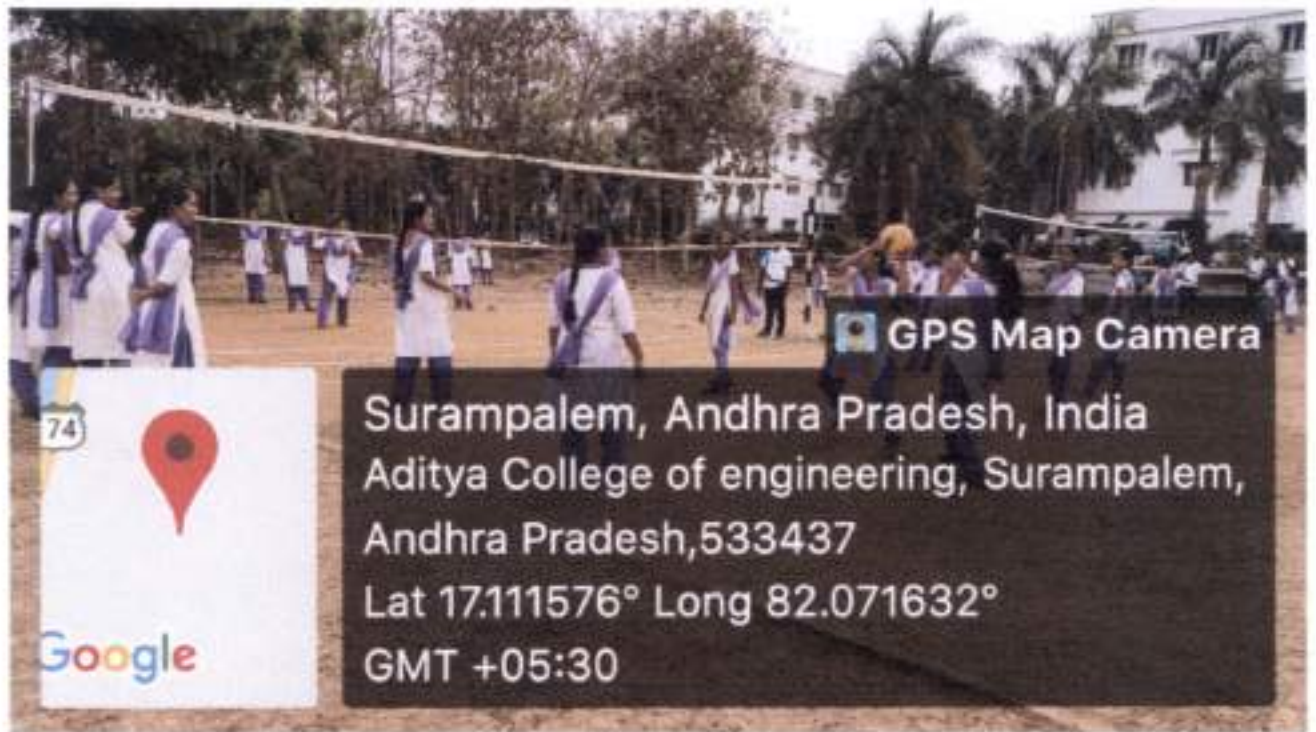 GPS Map Camera
74
Surampalem, Andhra Pradesh, India
Aditya College of engineering, Surampalem,
Andhra Pradesh,533437
Lat 17.111576° Long 82.071632°
GMT +05:30
Google